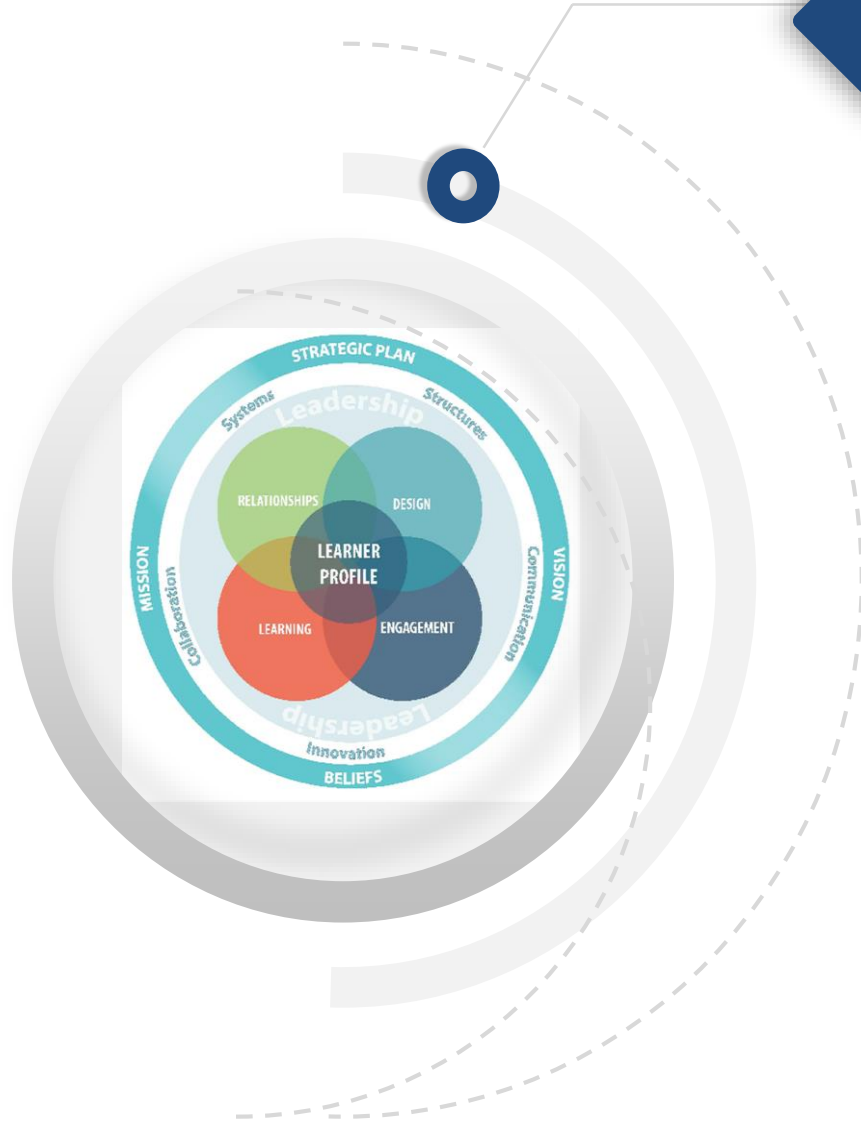 STRATEGIC PLAN
Systems
Structures
Leadership
RELATIONSHIPS
DESIGN
LEARNER
PROFILE
MISSION
VISION
Collaboration
Communication
LEARNING
ENGAGEMENT
Leadership
Innovation
BELIEFS